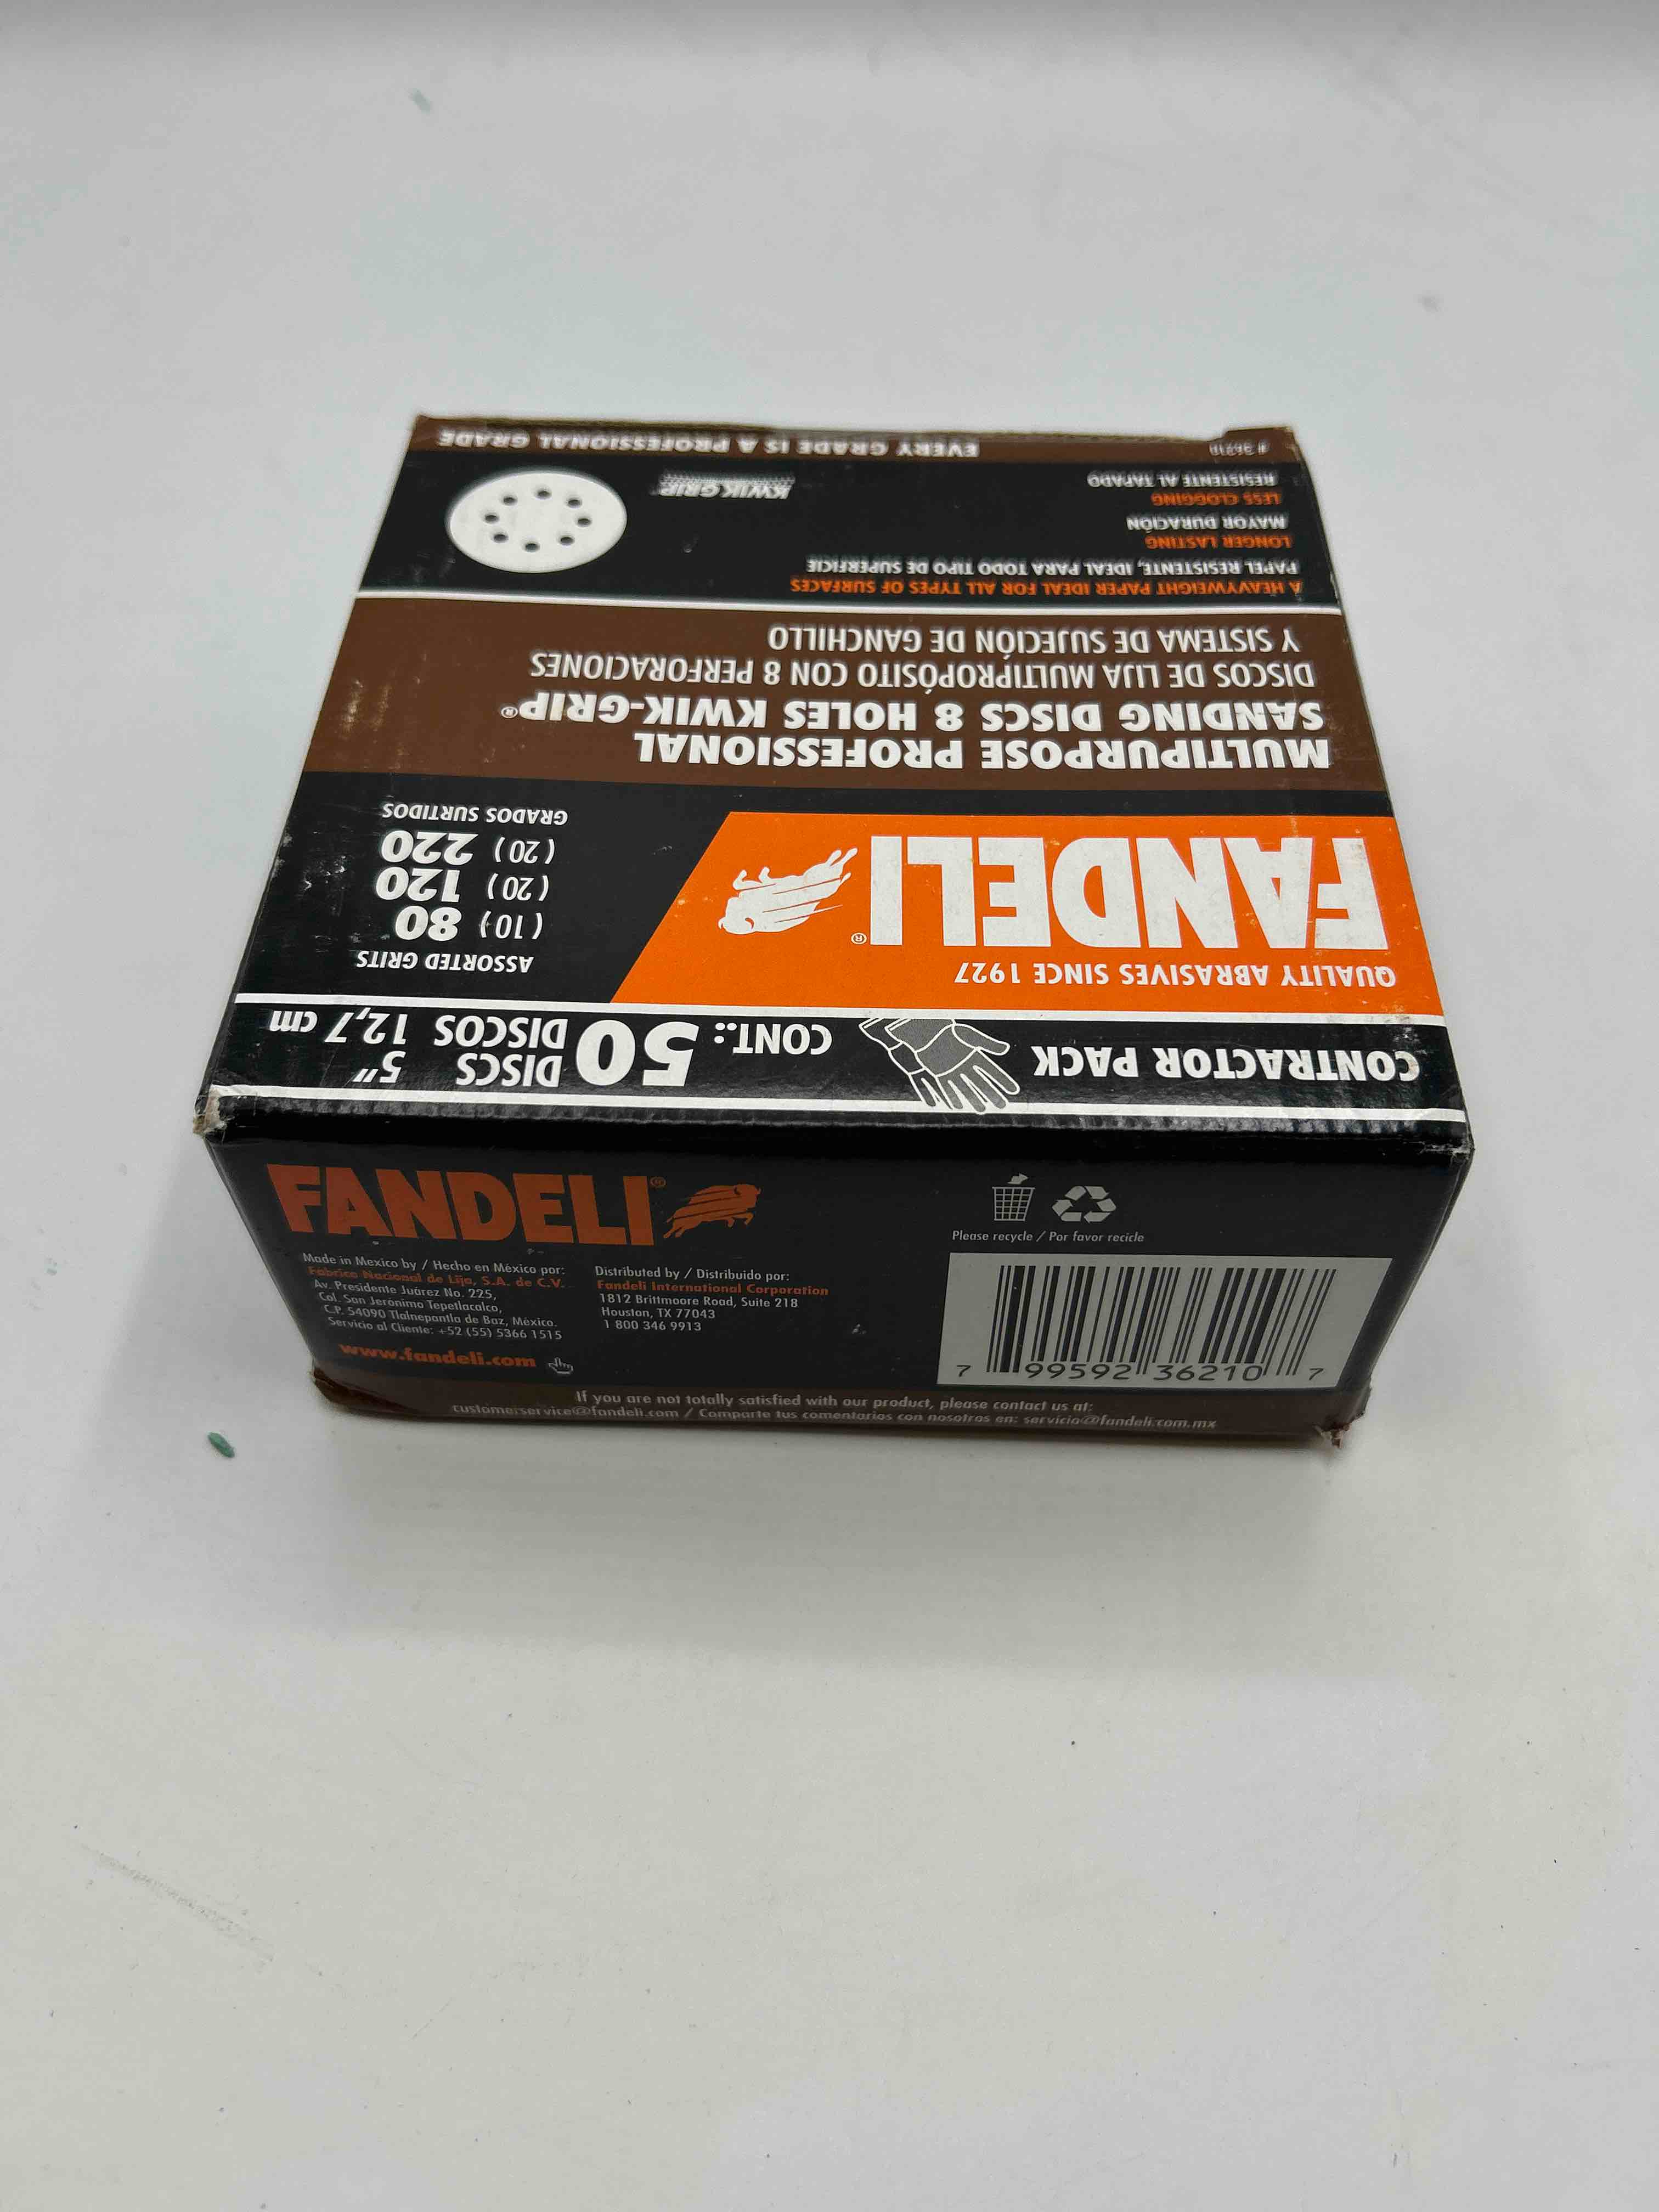 CONTRACTOR PACK
CONT.: 50 DISCS 5"
DISCOS 12,7 cm
QUALITY ABRASIVES SINCE 1927
FANDELI®
ASSORTED GRITS
( 10 ) 80
( 20 ) 120
( 20 ) 220
GRADOS SURTIDOS
MULTIPURPOSE PROFESSIONAL
SANDING DISCS 8 HOLES KWIK-GRIP®
DISCOS DE LIJA MULTIPROPÓSITO CON 8 PERFORACIONES
Y SISTEMA DE SUJECIÓN DE GANCHILLO
A HEAVYWEIGHT PAPER IDEAL FOR ALL TYPES OF SURFACES
PAPEL RESISTENTE, IDEAL PARA TODO TIPO DE SUPERFICIE
LONGER LASTING
MAYOR DURACIÓN
LESS CLOGGING
RESISTENTE AL TAPADO
KWIK-GRIP
# 36210
EVERY GRADE IS A PROFESSIONAL GRADE
FANDELI®
Made in Mexico by / Hecho en México por:
Fabrica Nacional de Lija, S.A. de C.V.
Av. Presidente Juárez No. 225,
Col. San Jerónimo Tepetlacalco,
C.P. 54090 Tlalnepantla de Baz, México.
Servicio al Cliente: +52 (55) 5366 1515
www.fandeli.com
Distributed by / Distribuido por:
Fandeli International Corporation
1812 Brittmoore Road, Suite 218
Houston, TX 77043
1 800 346 9913
Please recycle / Por favor recicle
7 99592 36210 7
If you are not totally satisfied with our product, please contact us at:
customerservice@fandeli.com / Comparte tus comentarios con nosotros en: servicio@fandeli.com.mx